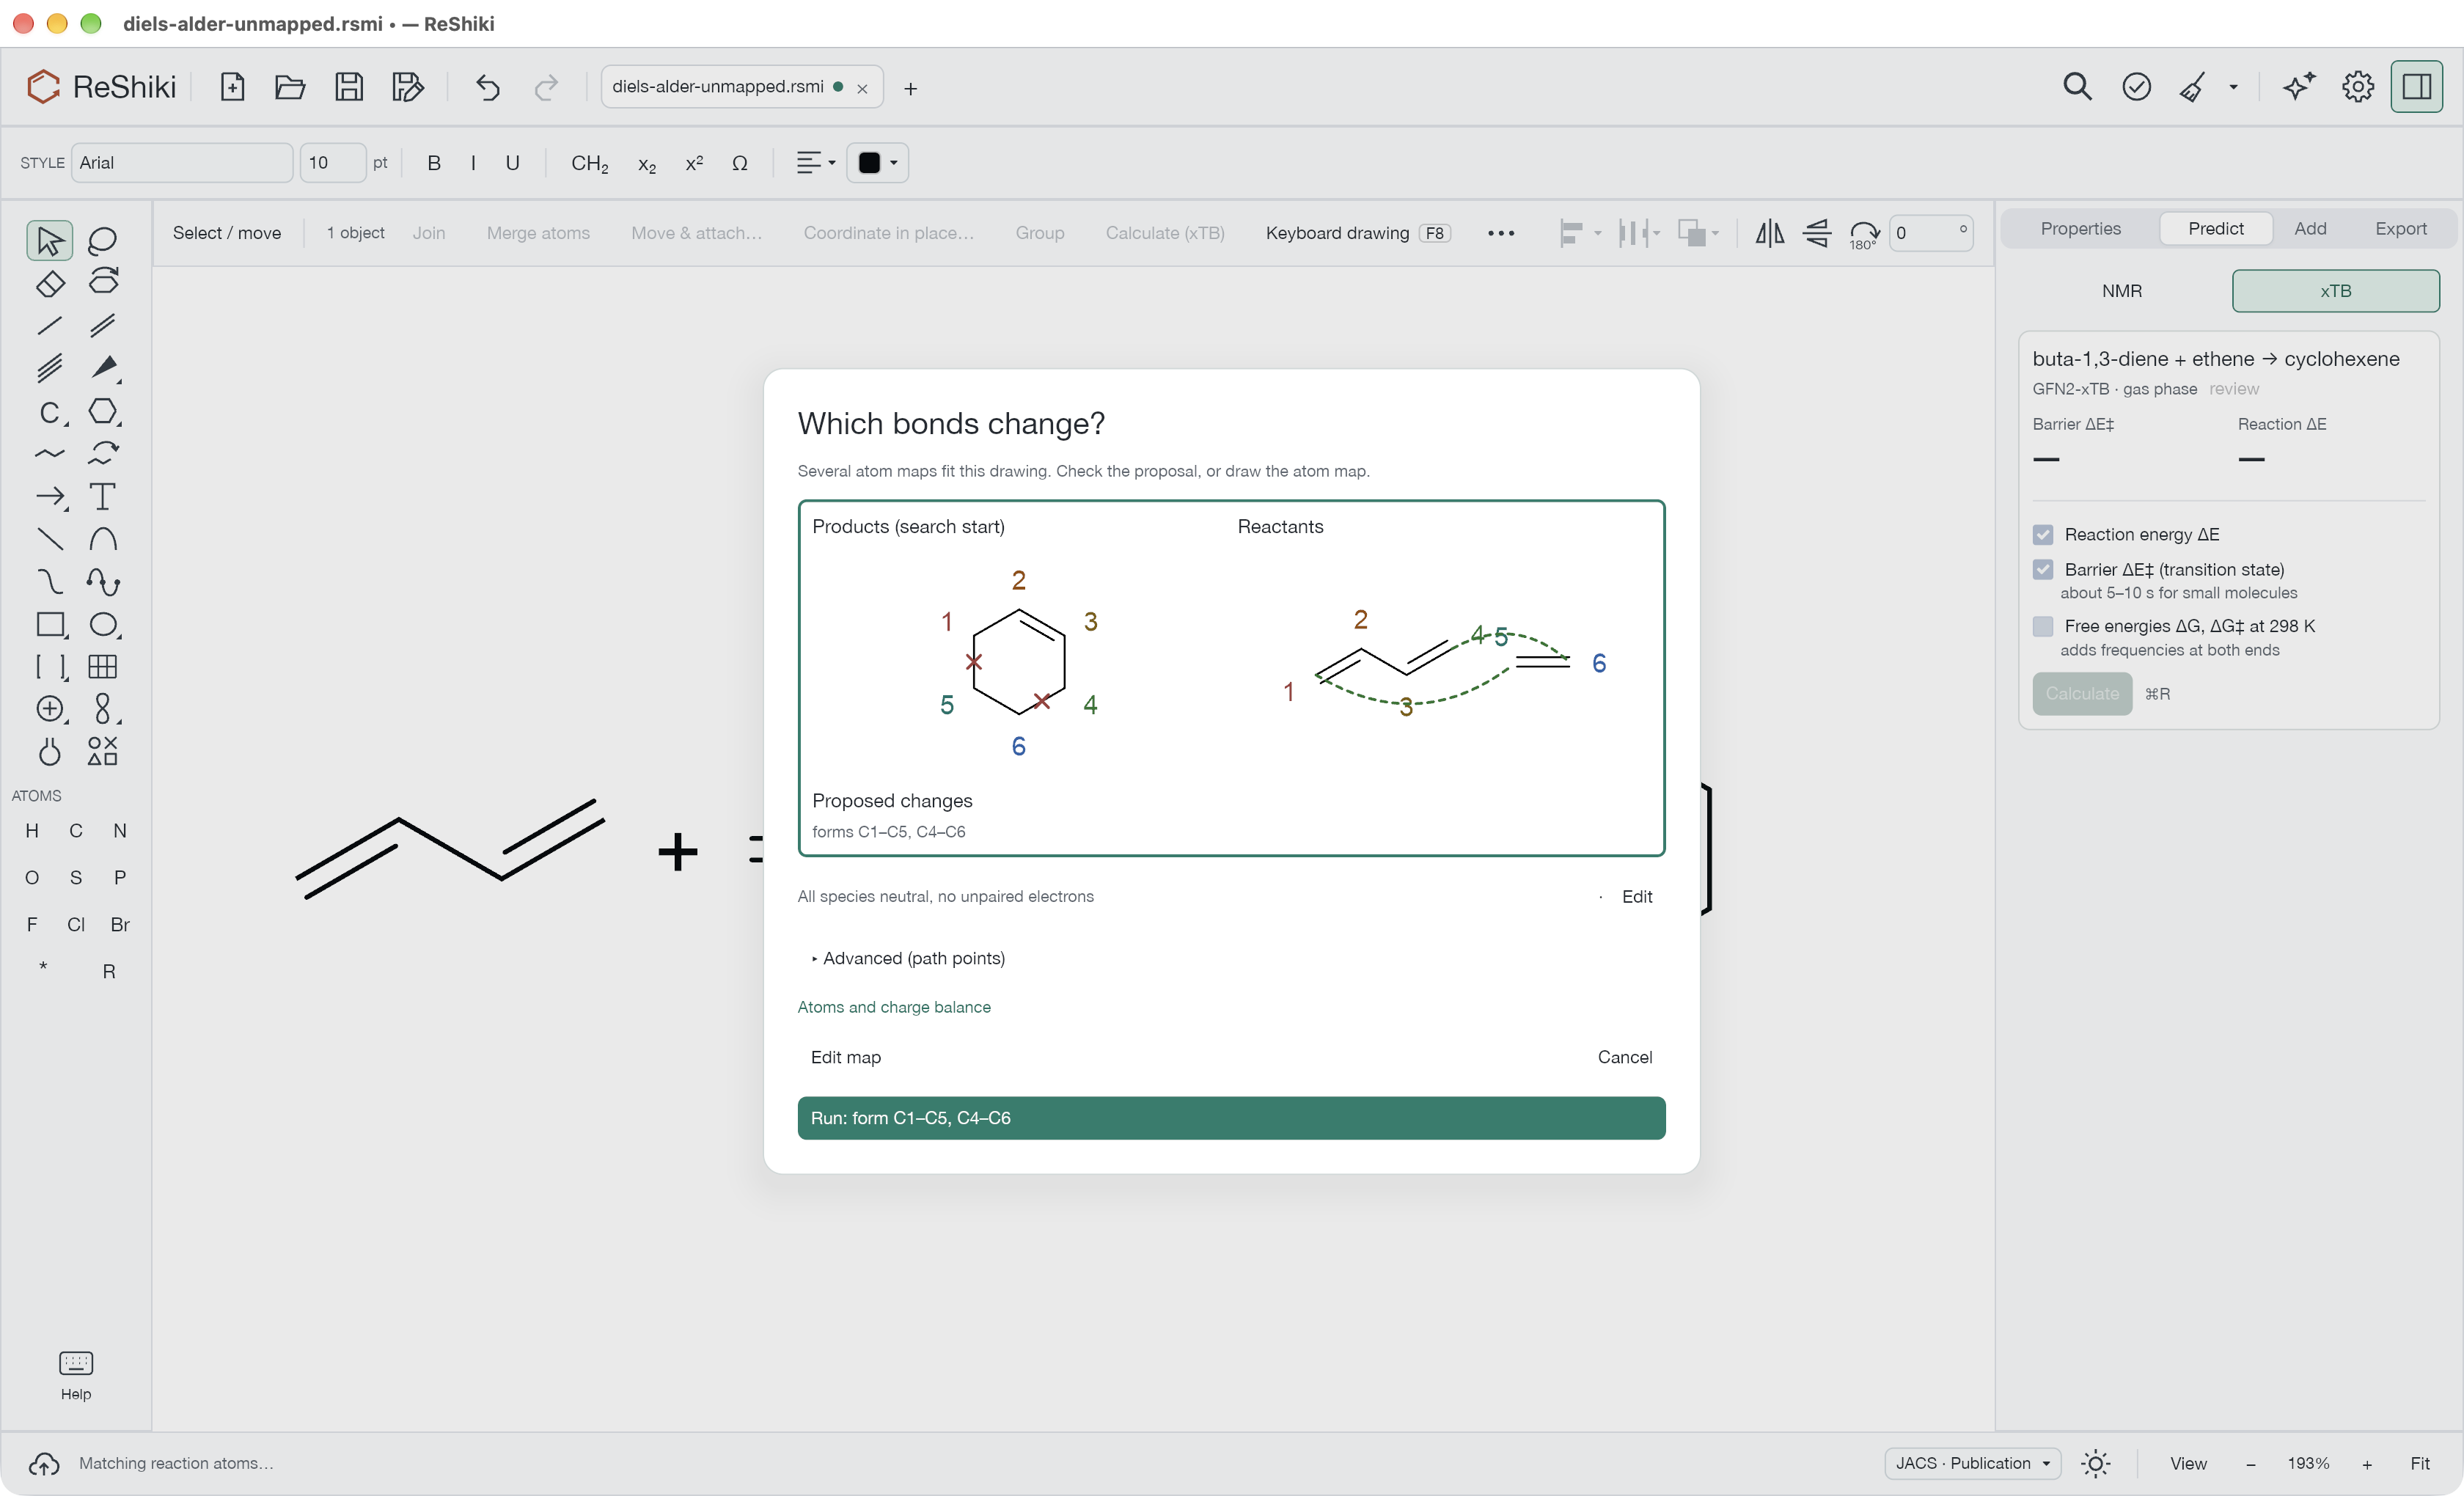 diels-alder-unmapped.rsmi • — ReShiki
ReShiki
diels-alder-unmapped.rsmi
STYLE Arial 10 pt B I U CH₂ x₂ x² Ω
Select / move 1 object Join Merge atoms Move & attach… Coordinate in place… Group Calculate (xTB) Keyboard drawing F8 ••• 180° 0 °
Properties Predict Add Export
NMR xTB
buta-1,3-diene + ethene → cyclohexene
GFN2-xTB · gas phase review
Barrier ΔE‡ Reaction ΔE
— —
Reaction energy ΔE
Barrier ΔE‡ (transition state)
about 5–10 s for small molecules
Free energies ΔG, ΔG‡ at 298 K
adds frequencies at both ends
Calculate ⌘R
C
T
ATOMS
H C N
O S P
F Cl Br
* R
Help
Which bonds change?
Several atom maps fit this drawing. Check the proposal, or draw the atom map.
Products (search start) Reactants
2
1 3
5 4
6
2
4 5
6
1
3
Proposed changes
forms C1–C5, C4–C6
All species neutral, no unpaired electrons · Edit
Advanced (path points)
Atoms and charge balance
Edit map Cancel
Run: form C1–C5, C4–C6
+
Matching reaction atoms…
JACS · Publication View − 193% + Fit